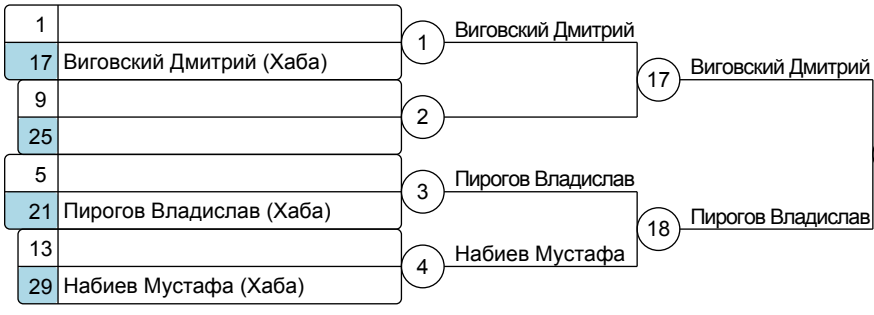 1
17 Виговский Дмитрий (Хаба)
9
25
5
21 Пирогов Владислав (Хаба)
13
29 Набиев Мустафа (Хаба)
1 Виговский Дмитрий
2
3 Пирогов Владислав
4 Набиев Мустафа
17 Виговский Дмитрий
18 Пирогов Владислав